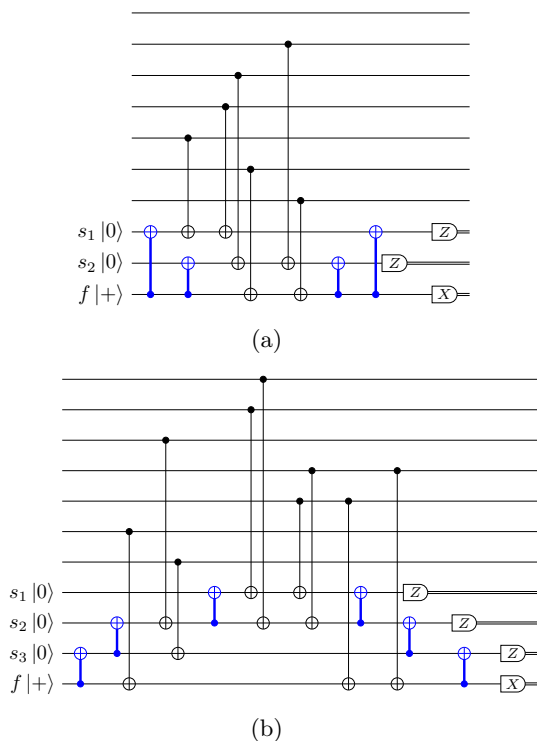 s₁ |0⟩ Z
s₂ |0⟩ Z
f |+⟩ X
(a)
s₁ |0⟩ Z
s₂ |0⟩ Z
s₃ |0⟩ Z
f |+⟩ X
(b)